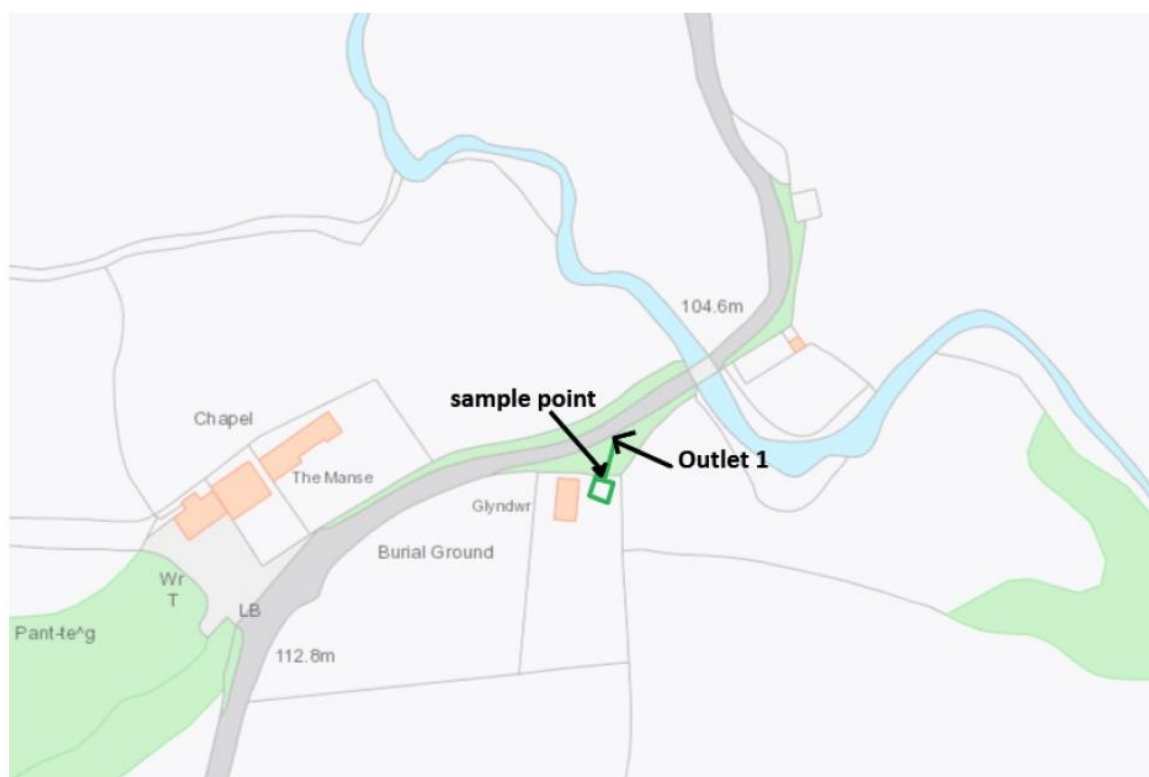 104.6m
sample point
Chapel
Outlet 1
The Manse
Glyndwr
Burial Ground
Wr
T
LB
Pant-te^g
112.8m